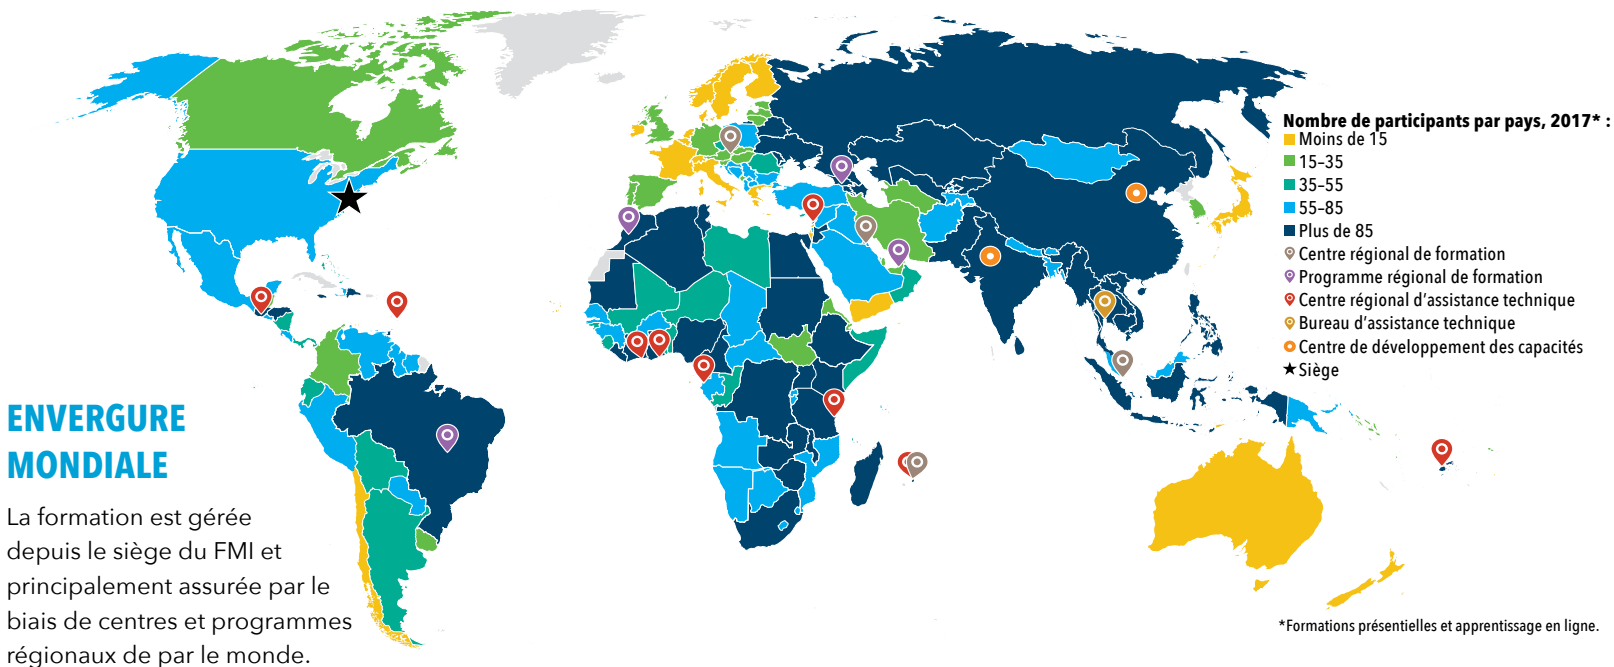 ENVERGURE
MONDIALE
La formation est gérée
depuis le siège du FMI et
principalement assurée par le
biais de centres et programmes
régionaux de par le monde.
Nombre de participants par pays, 2017* :
Moins de 15
15–35
35–55
55–85
Plus de 85
Centre régional de formation
Programme régional de formation
Centre régional d’assistance technique
Bureau d’assistance technique
Centre de développement des capacités
Siège
*Formations présentielles et apprentissage en ligne.